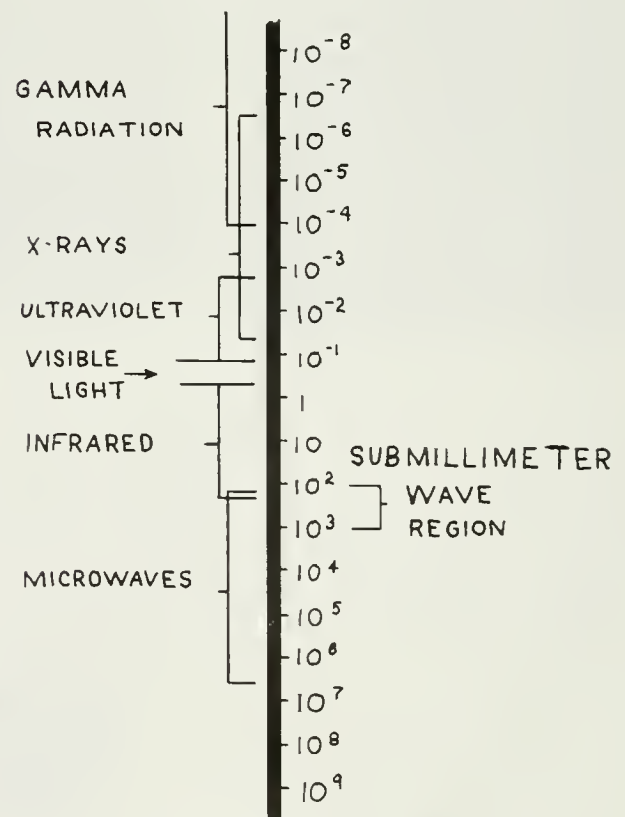 GAMMA
RADIATION
X-RAYS
ULTRAVIOLET
VISIBLE
LIGHT
INFRARED
MICROWAVES
10⁻⁸
10⁻⁷
10⁻⁶
10⁻⁵
10⁻⁴
10⁻³
10⁻²
10⁻¹
1
10
10²
10³
10⁴
10⁵
10⁶
10⁷
10⁸
10⁹
SUBMILLIMETER
WAVE
REGION